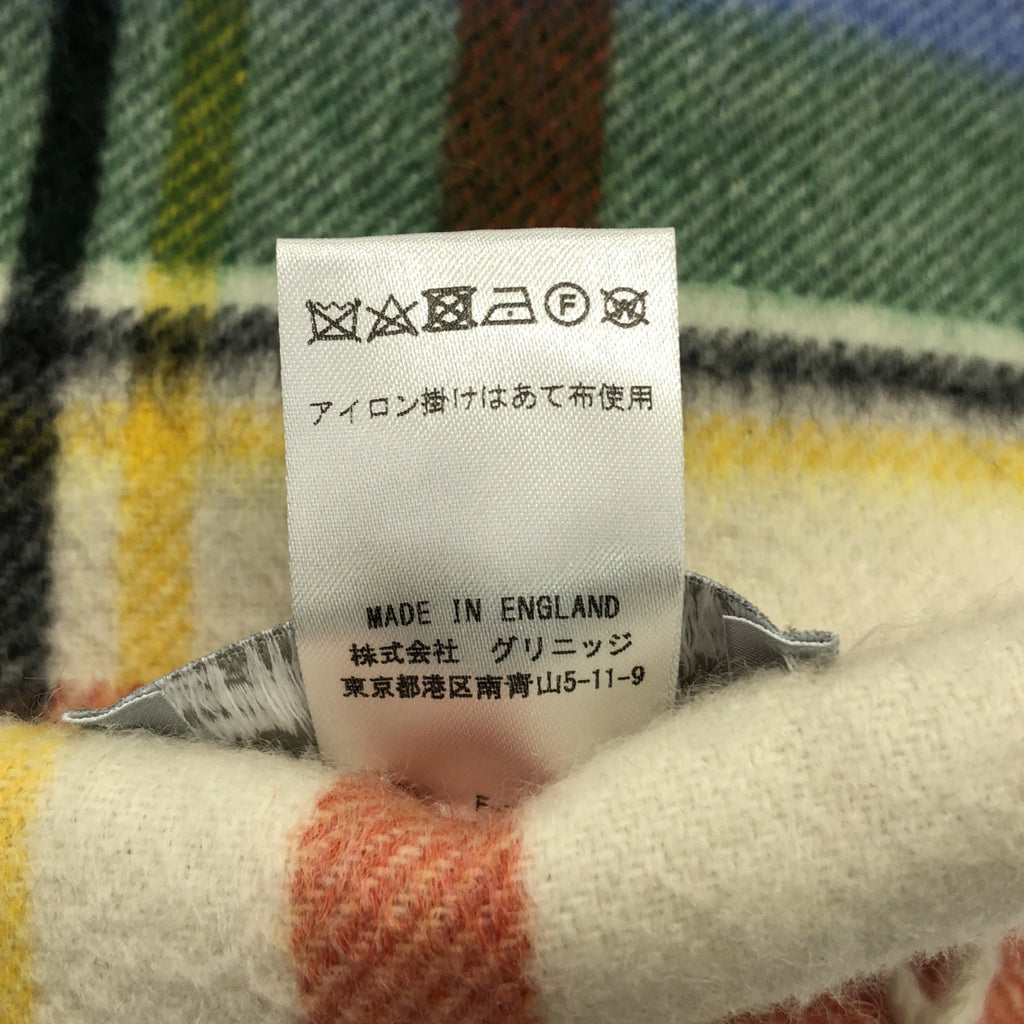 F W
アイロン掛けはあて布使用
MADE IN ENGLAND
株式会社 グリニッジ
東京都港区南青山5-11-9